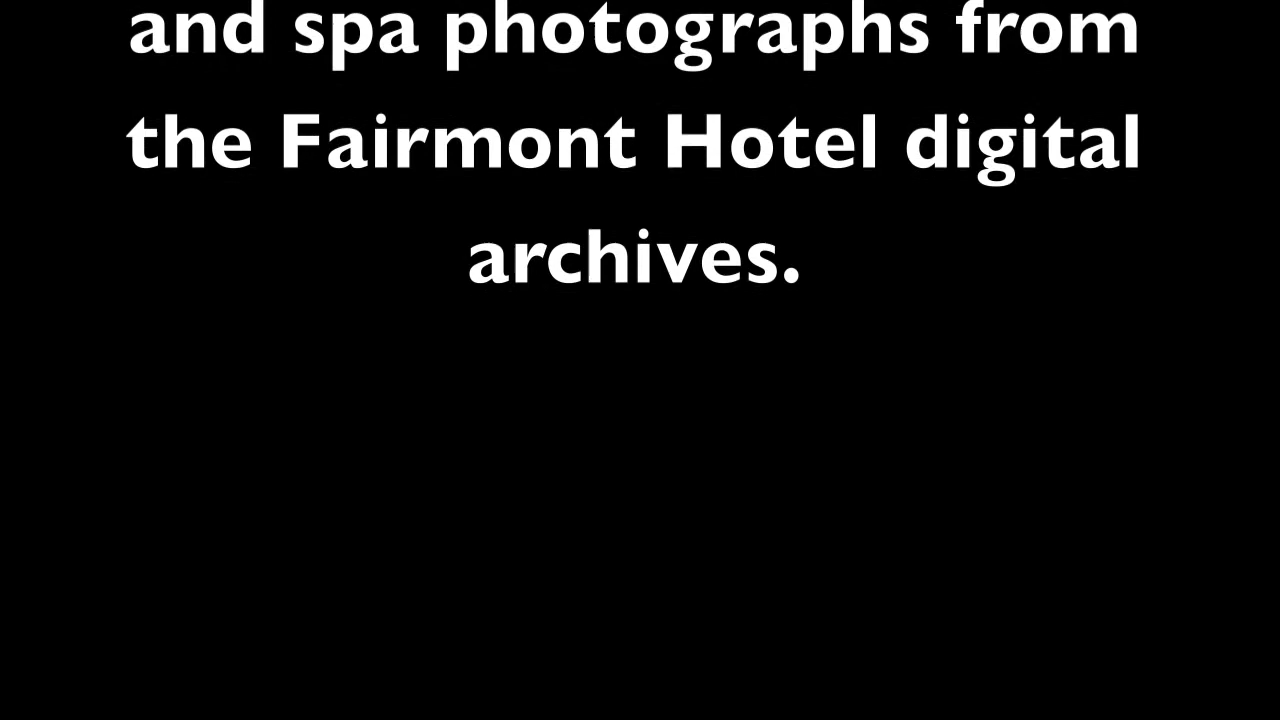 and spa photographs from
the Fairmont Hotel digital
archives.